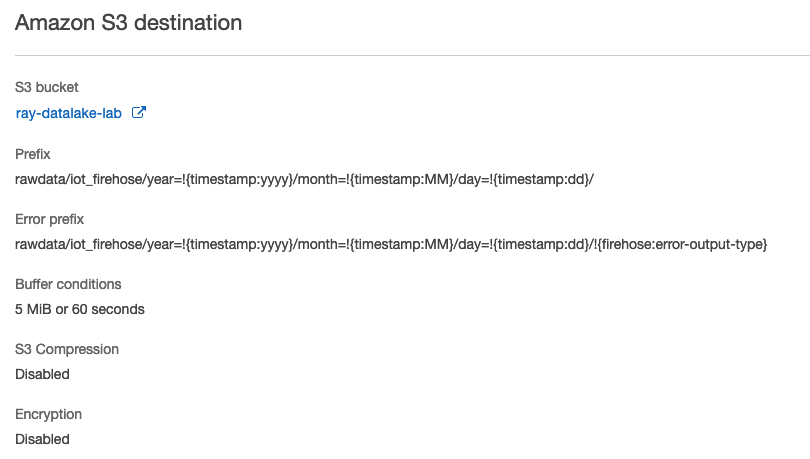 Amazon S3 destination
S3 bucket
ray-datalake-lab
Prefix
rawdata/iot_firehose/year=!{timestamp:yyyy}/month=!{timestamp:MM}/day=!{timestamp:dd}/
Error prefix
rawdata/iot_firehose/year=!{timestamp:yyyy}/month=!{timestamp:MM}/day=!{timestamp:dd}/!{firehose:error-output-type}
Buffer conditions
5 MiB or 60 seconds
S3 Compression
Disabled
Encryption
Disabled